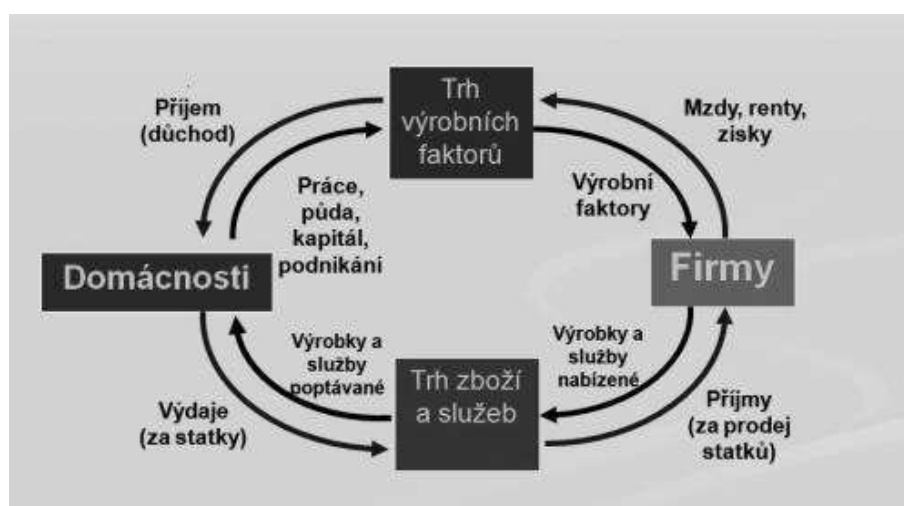 Trh
výrobních
faktorů
Příjem
(důchod)
Mzdy, renty,
zisky
Práce,
půda,
kapitál,
podnikání
Výrobní
faktory
Domácnosti
Firmy
Výrobky a
služby
poptávané
Výrobky a
služby
nabízené
Trh zboží
a služeb
Výdaje
(za statky)
Příjmy
(za prodej
statků)